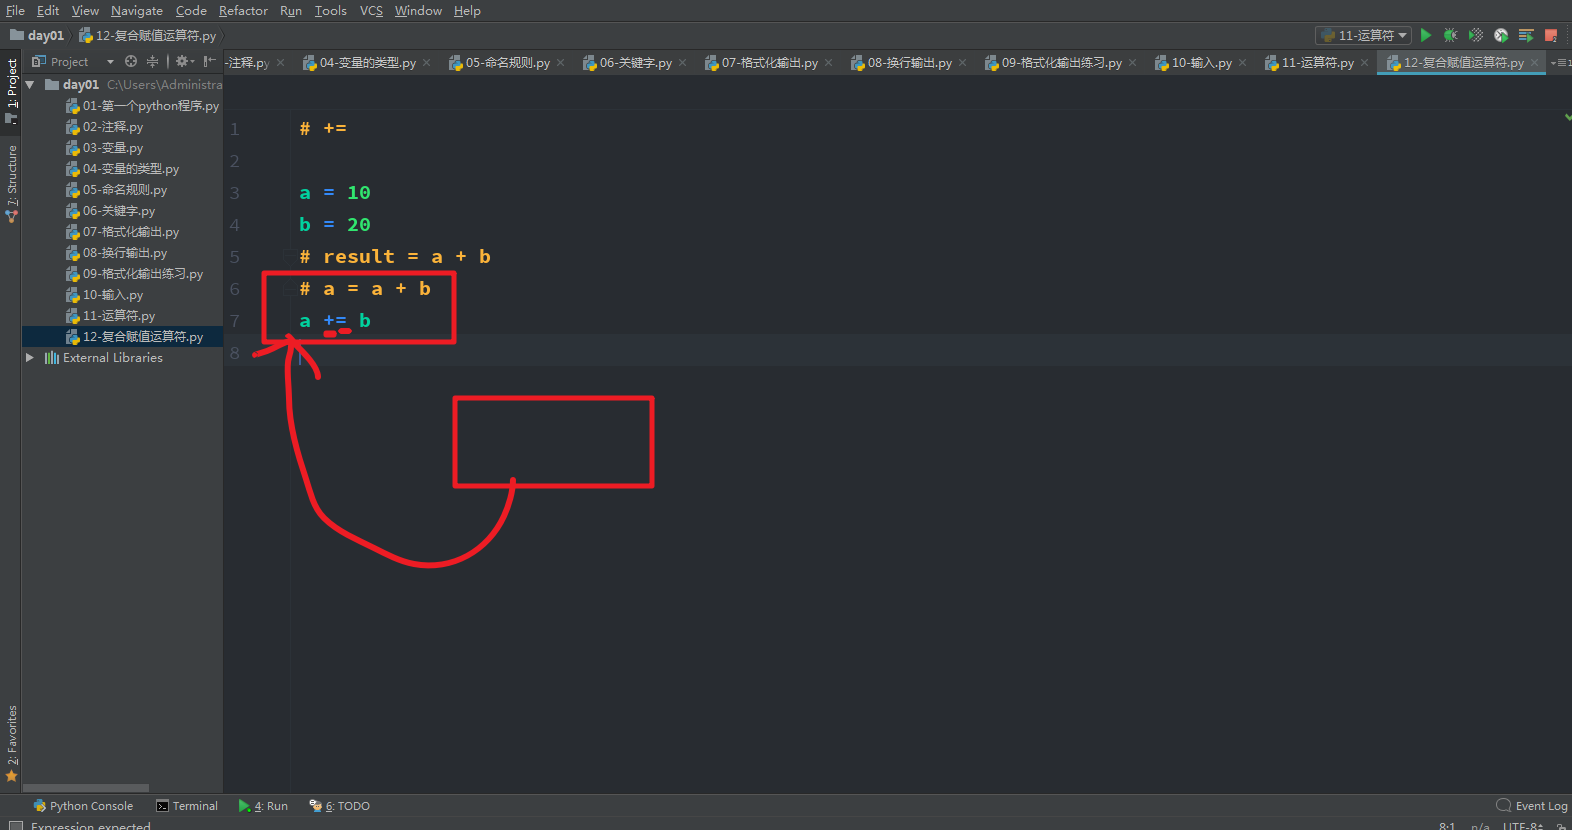 File Edit View Navigate Code Refactor Run Tools VCS Window Help
day01 12-复合赋值运算符.py 11-运算符
1: Project
Project
-注释.py 04-变量的类型.py 05-命名规则.py 06-关键字.py 07-格式化输出.py 08-换行输出.py 09-格式化输出练习.py 10-输入.py 11-运算符.py 12-复合赋值运算符.py
day01 C:\Users\Administra
01-第一个python程序.py
02-注释.py
03-变量.py
04-变量的类型.py
05-命名规则.py
06-关键字.py
07-格式化输出.py
08-换行输出.py
09-格式化输出练习.py
10-输入.py
11-运算符.py
12-复合赋值运算符.py
External Libraries
7: Structure
2: Favorites
1 # +=
2
3 a = 10
4 b = 20
5 # result = a + b
6 # a = a + b
7 a += b
8
Python Console Terminal 4: Run 6: TODO Event Log
Expression expected 8:1 n/a UTF-8